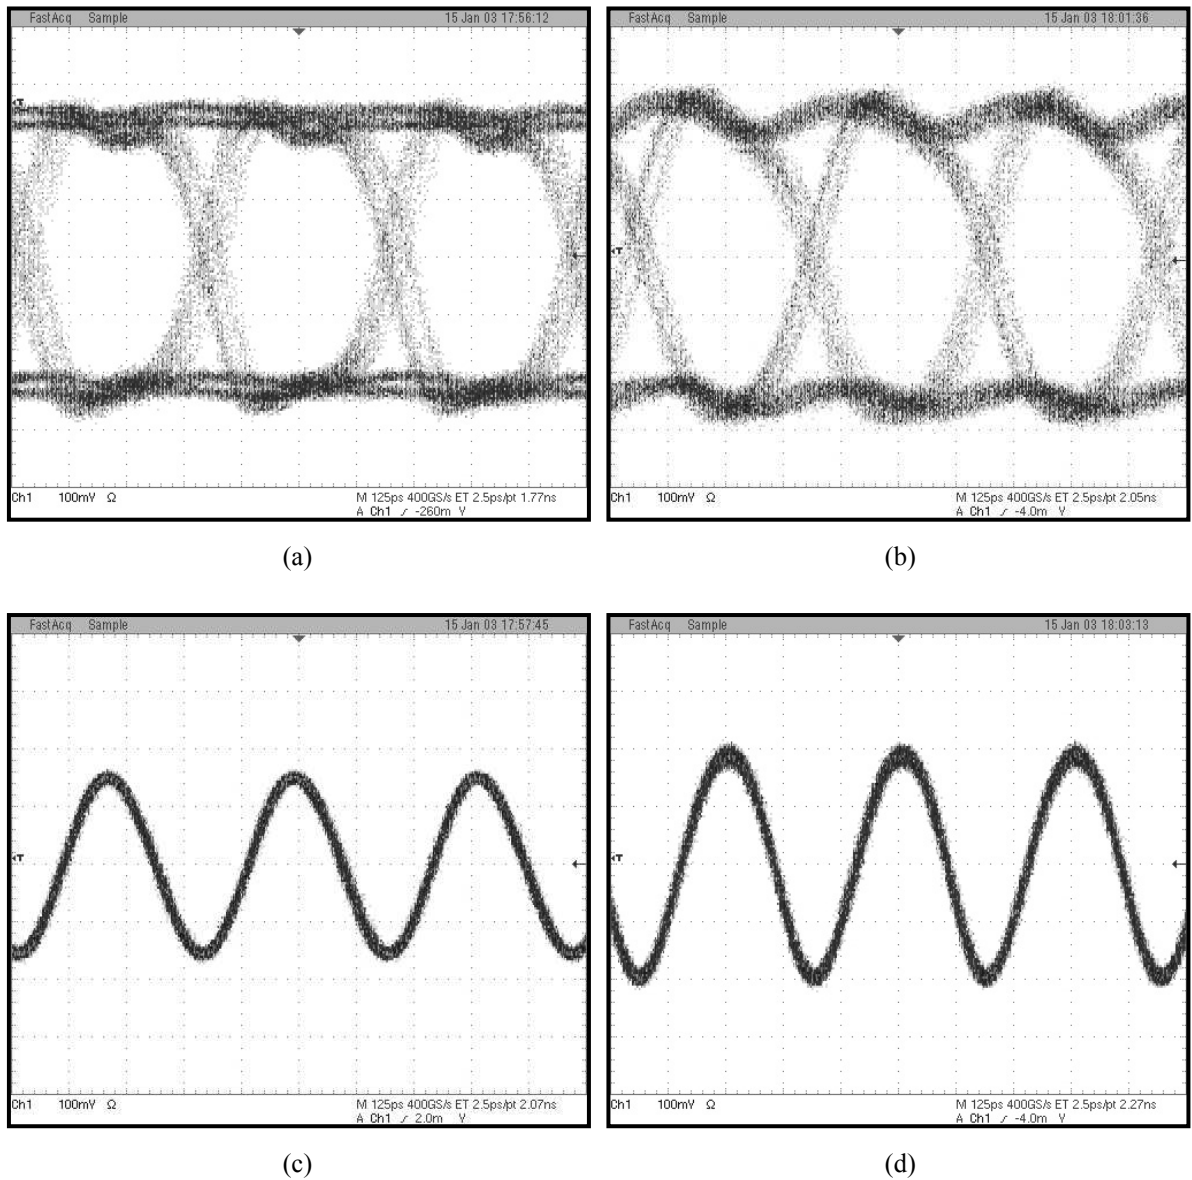 FastAcq Sample 15 Jan 03 17:56:12
T
Ch1 100mV Ω M 125ps 400GS/s ET 2.5ps/pt 1.77ns
A Ch1 ⁄ -260m V
(a)
FastAcq Sample 15 Jan 03 18:01:36
T
Ch1 100mV Ω M 125ps 400GS/s ET 2.5ps/pt 2.05ns
A Ch1 ⁄ -4.0m V
(b)
FastAcq Sample 15 Jan 03 17:57:45
T
Ch1 100mV Ω M 125ps 400GS/s ET 2.5ps/pt 2.07ns
A Ch1 ⁄ 2.0m V
(c)
FastAcq Sample 15 Jan 03 18:03:13
T
Ch1 100mV Ω M 125ps 400GS/s ET 2.5ps/pt 2.27ns
A Ch1 ⁄ -4.0m V
(d)